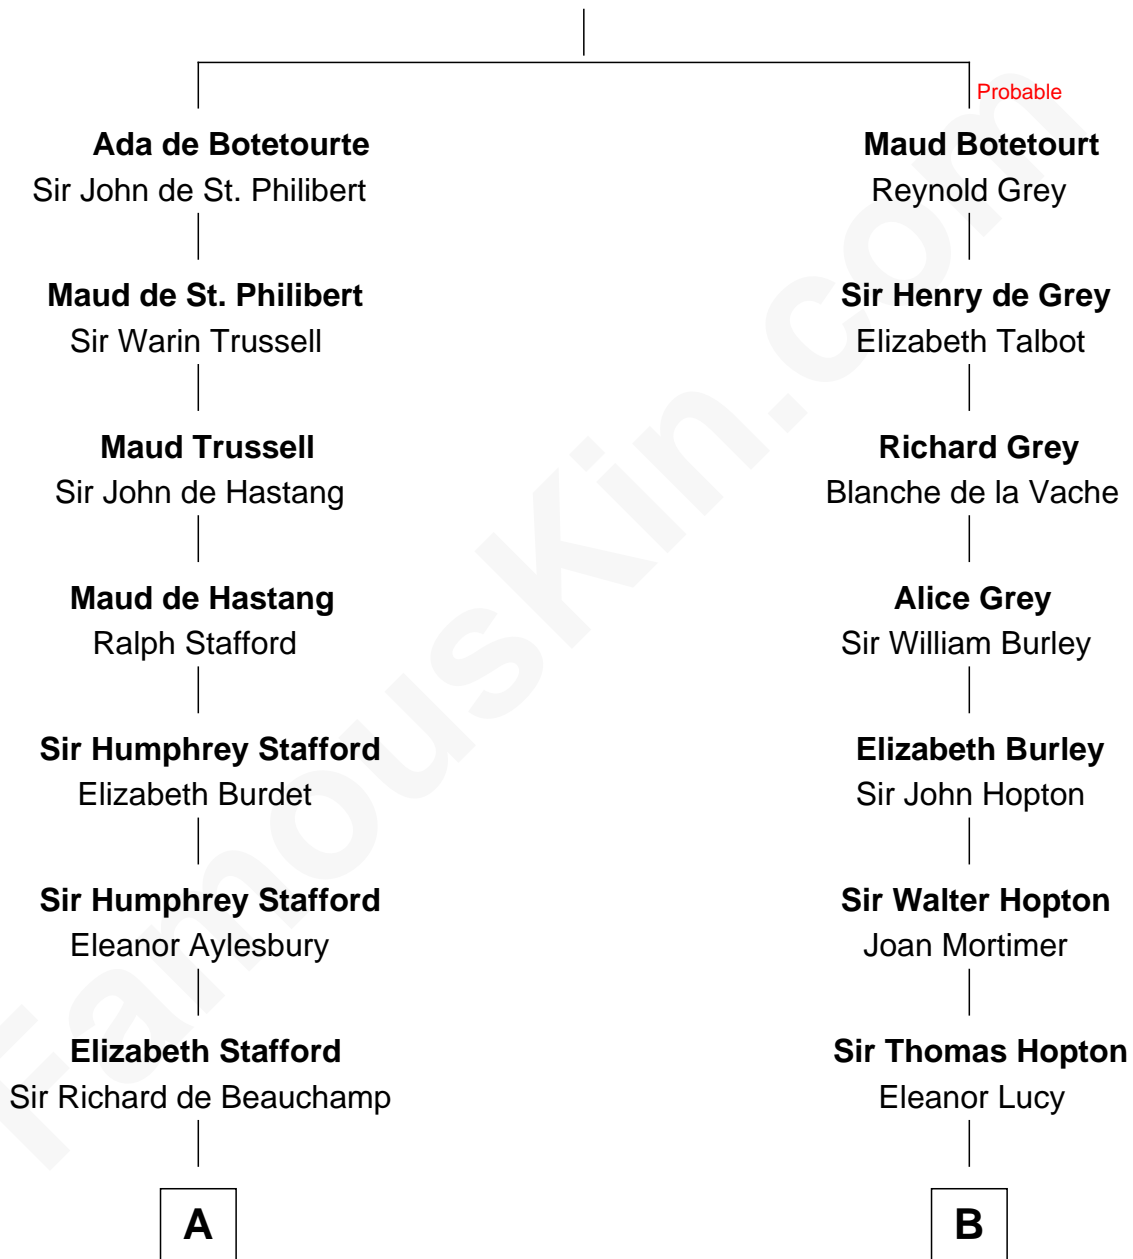 Probable
Ada de Botetourte
Sir John de St. Philibert
Maud Botetourt
Reynold Grey
Maud de St. Philibert
Sir Warin Trussell
Sir Henry de Grey
Elizabeth Talbot
Maud Trussell
Sir John de Hastang
Richard Grey
Blanche de la Vache
Maud de Hastang
Ralph Stafford
Alice Grey
Sir William Burley
Sir Humphrey Stafford
Elizabeth Burdet
Elizabeth Burley
Sir John Hopton
Sir Humphrey Stafford
Eleanor Aylesbury
Sir Walter Hopton
Joan Mortimer
Elizabeth Stafford
Sir Richard de Beauchamp
Sir Thomas Hopton
Eleanor Lucy
A
B
FamousKin.com